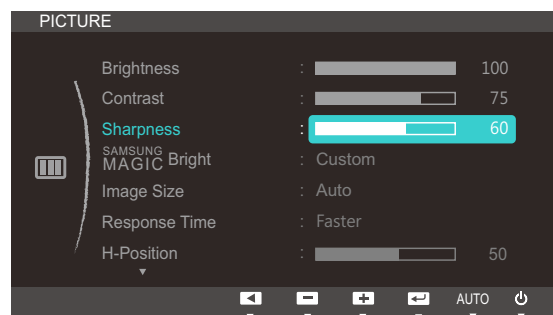 PICTURE
Brightness : 100
Contrast : 75
Sharpness : 60
SAMSUNG MAGIC Bright : Custom
Image Size : Auto
Response Time : Faster
H-Position : 50
AUTO